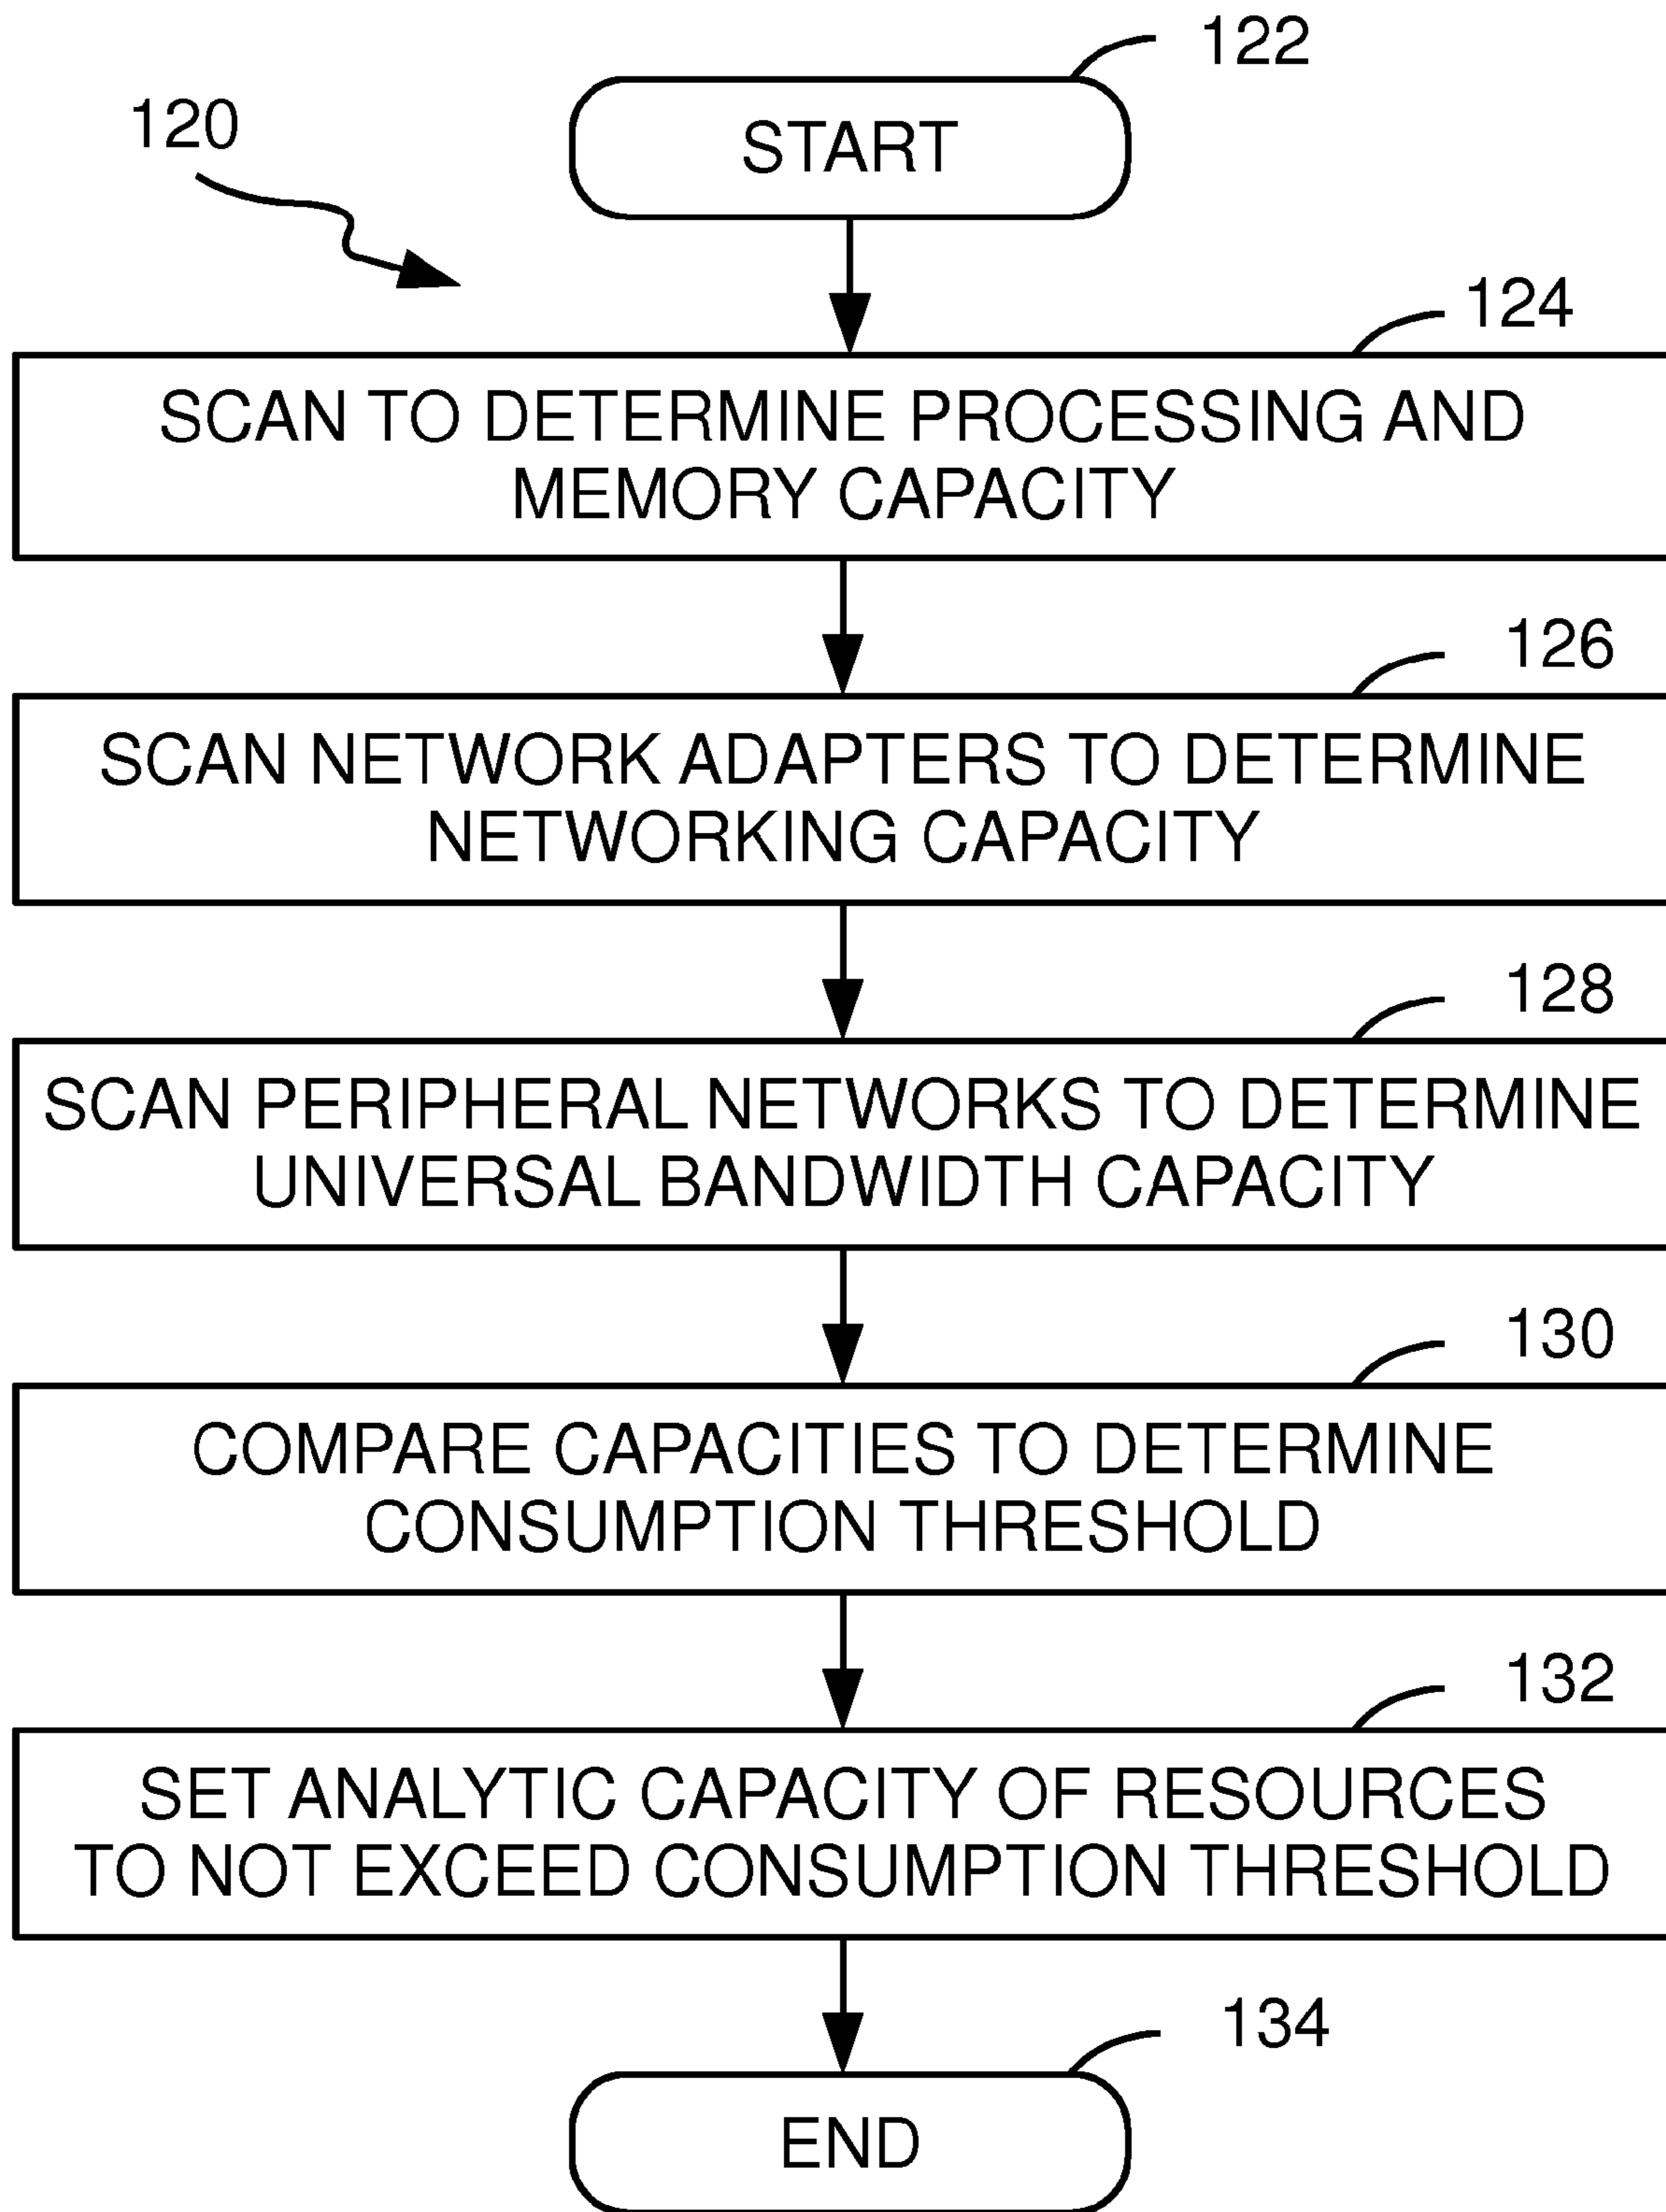 122
120
START
124
SCAN TO DETERMINE PROCESSING AND
MEMORY CAPACITY
126
SCAN NETWORK ADAPTERS TO DETERMINE
NETWORKING CAPACITY
128
SCAN PERIPHERAL NETWORKS TO DETERMINE
UNIVERSAL BANDWIDTH CAPACITY
130
COMPARE CAPACITIES TO DETERMINE
CONSUMPTION THRESHOLD
132
SET ANALYTIC CAPACITY OF RESOURCES
TO NOT EXCEED CONSUMPTION THRESHOLD
134
END